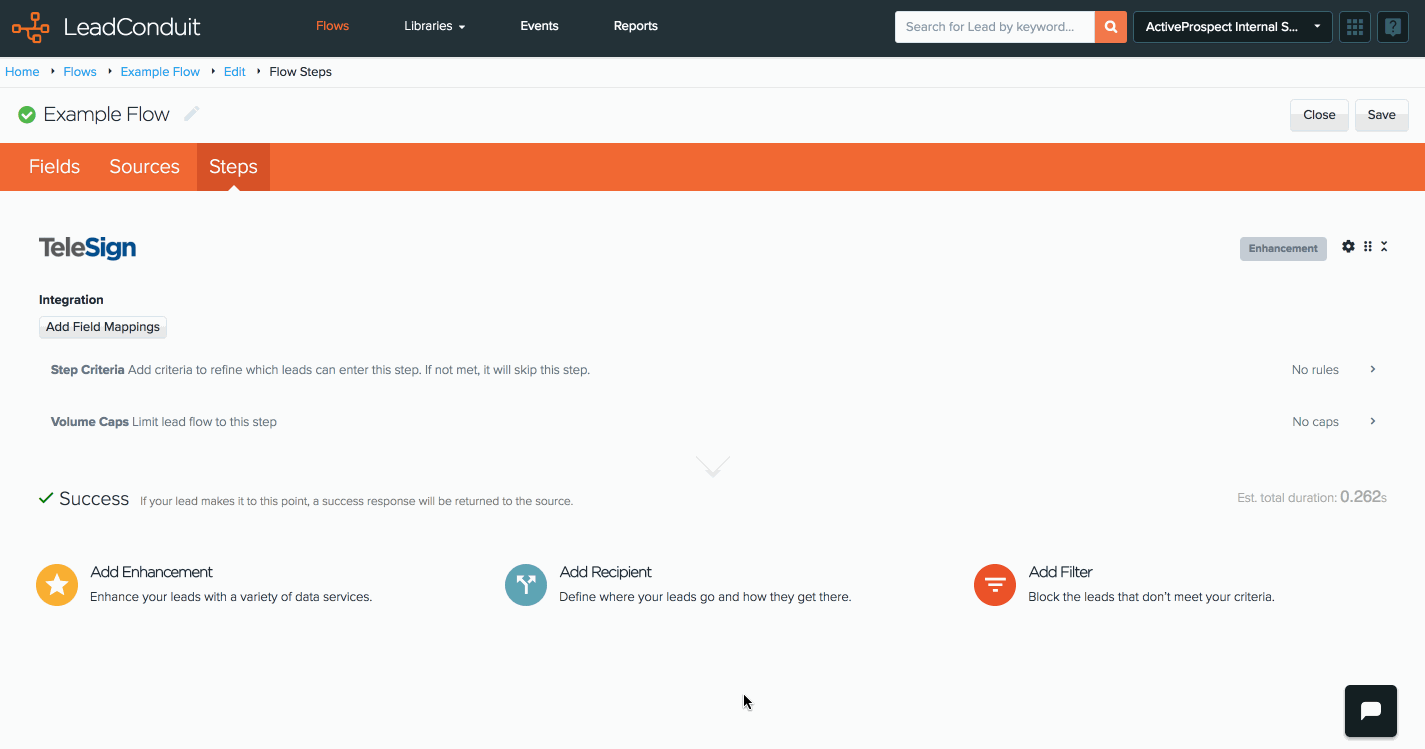 LeadConduit Flows Libraries Events Reports Search for Lead by keyword... ActiveProspect Internal S...
Home Flows Example Flow Edit Flow Steps
Example Flow Close Save
Fields Sources Steps
TeleSign Enhancement
Integration
Add Field Mappings
Step Criteria Add criteria to refine which leads can enter this step. If not met, it will skip this step. No rules
Volume Caps Limit lead flow to this step No caps
Success If your lead makes it to this point, a success response will be returned to the source. Est. total duration: 0.262s
Add Enhancement Add Recipient Add Filter
Enhance your leads with a variety of data services. Define where your leads go and how they get there. Block the leads that don't meet your criteria.